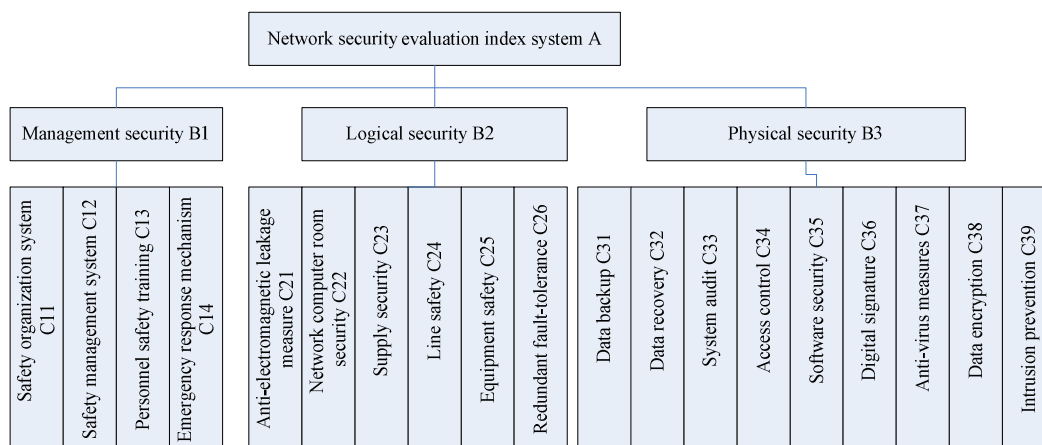 Network security evaluation index system A
Management security B1
Logical security B2
Physical security B3
Safety organization system
C11
Safety management system C12
Personnel safety training C13
Emergency response mechanism
C14
Anti-electromagnetic leakage
measure C21
Network computer room
security C22
Supply security C23
Line safety C24
Equipment safety C25
Redundant fault-tolerance C26
Data backup C31
Data recovery C32
System audit C33
Access control C34
Software security C35
Digital signature C36
Anti-virus measures C37
Data encryption C38
Intrusion prevention C39